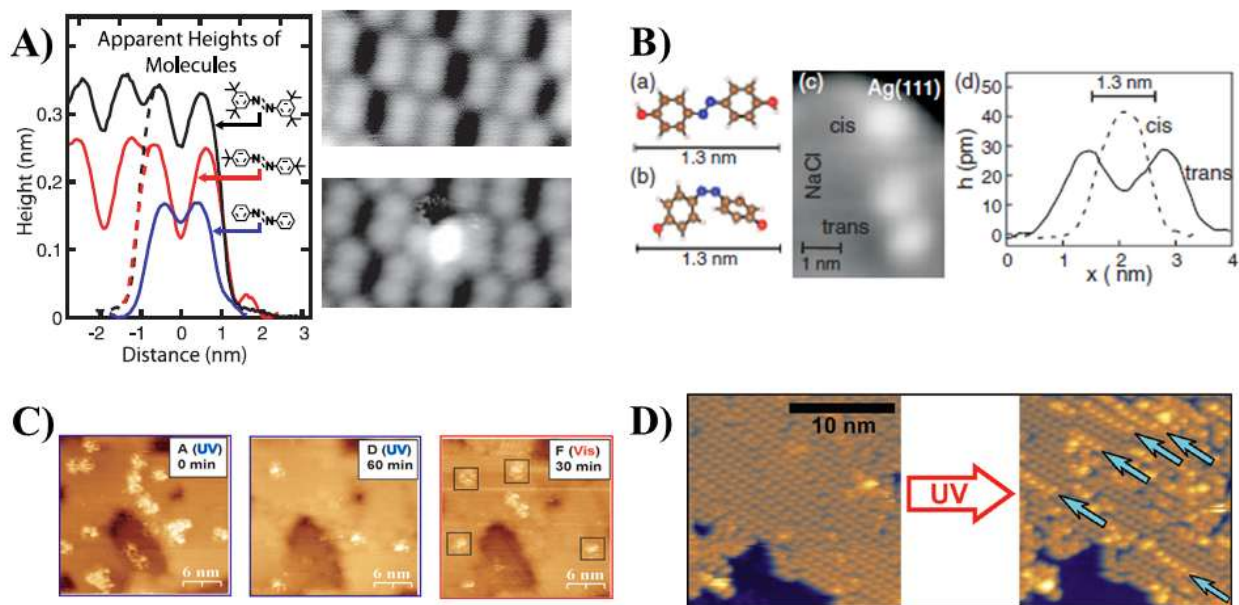 A)
Apparent Heights of
Molecules
Height (nm)
0.3
0.2
0.1
0
N
N
N
N
N
N
-2 -1 0 1 2 3
Distance (nm)
B)
(a)
1.3 nm
(b)
1.3 nm
(c)
Ag(111)
cis
NaCl
trans
1 nm
(d)
h (pm)
50
40
30
20
10
0
1.3 nm
cis
trans
0 1 2 3 4
x ( nm)
C)
A (UV)
0 min
6 nm
D (UV)
60 min
6 nm
F (Vis)
30 min
6 nm
D)
10 nm
UV